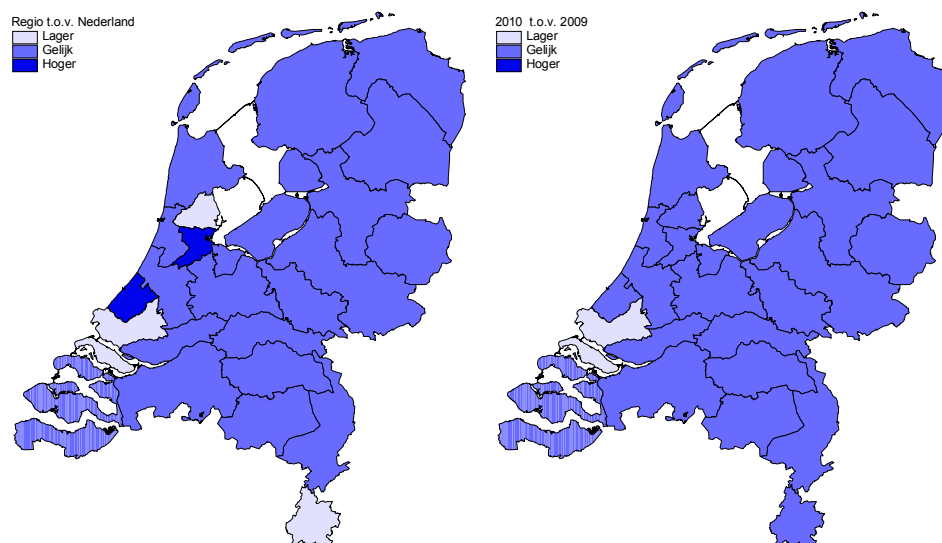 Regio t.o.v. Nederland
Lager
Gelijk
Hoger
2010 t.o.v. 2009
Lager
Gelijk
Hoger